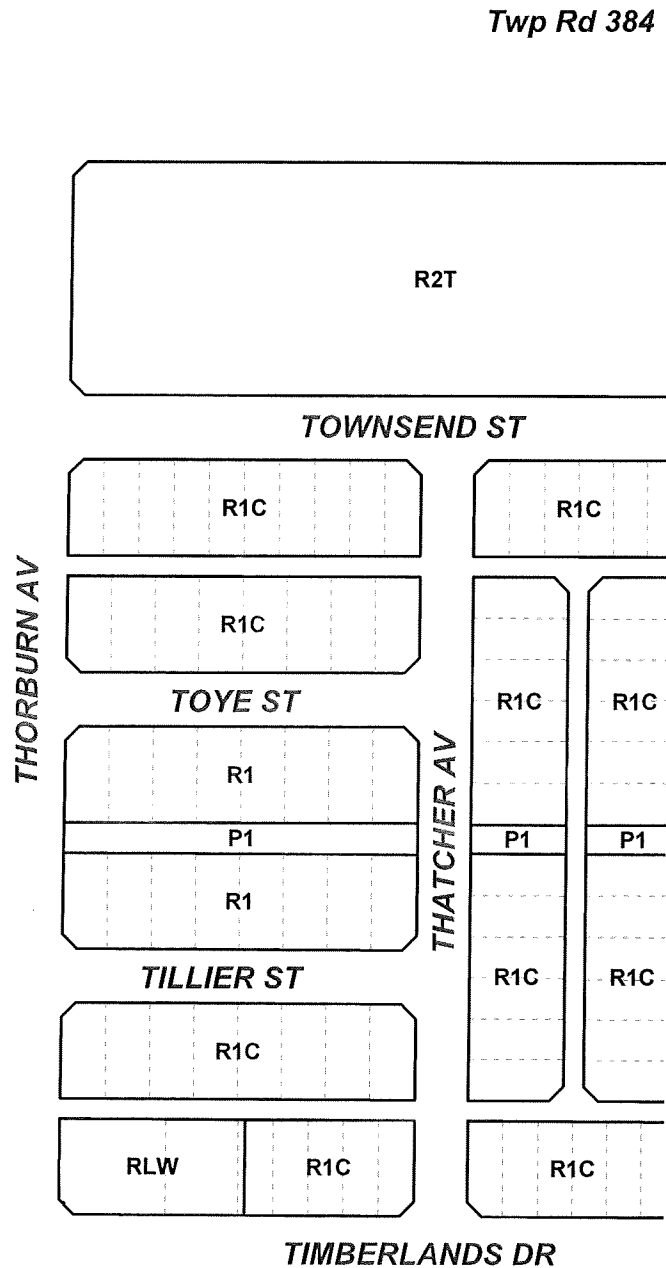 Twp Rd 384
R2T
TOWNSEND ST
R1C
R1C
THORBURN AV
R1C
TOYE ST
R1C
R1C
R1
THATCHER AV
P1
P1
P1
R1
TILLIER ST
R1C
R1C
R1C
RLW
R1C
R1C
TIMBERLANDS DR